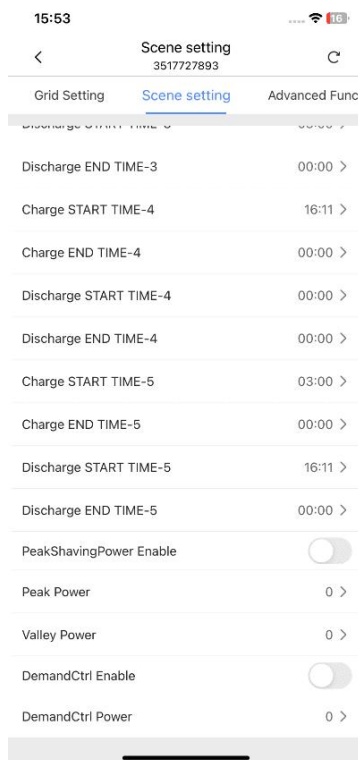 15:53
16
Scene setting
3517727893
Grid Setting
Scene setting
Advanced Func
Discharge END TIME-3
00:00
Charge START TIME-4
16:11
Charge END TIME-4
00:00
Discharge START TIME-4
00:00
Discharge END TIME-4
00:00
Charge START TIME-5
03:00
Charge END TIME-5
00:00
Discharge START TIME-5
16:11
Discharge END TIME-5
00:00
PeakShavingPower Enable
Peak Power
0
Valley Power
0
DemandCtrl Enable
DemandCtrl Power
0